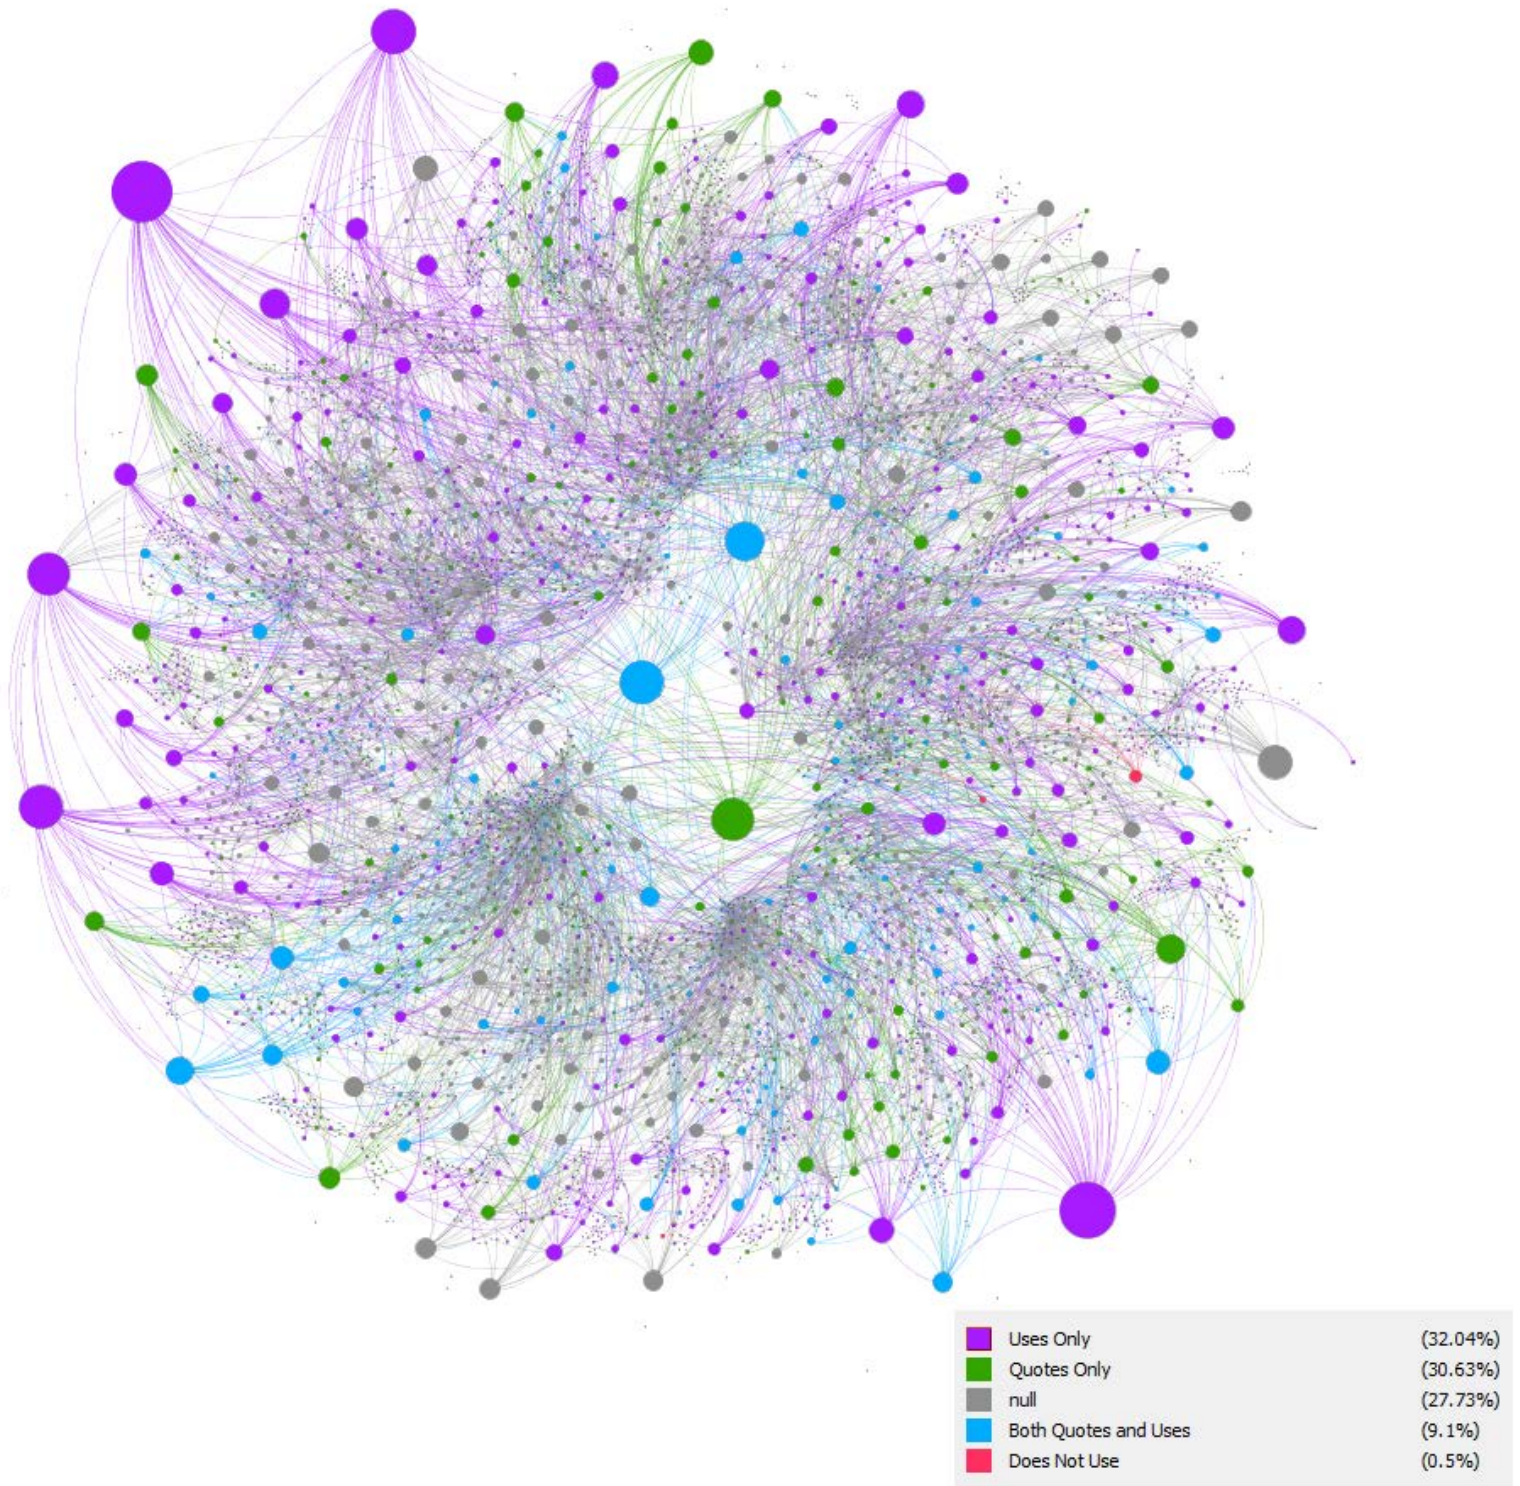 Uses Only (32.04%)
Quotes Only (30.63%)
null (27.73%)
Both Quotes and Uses (9.1%)
Does Not Use (0.5%)